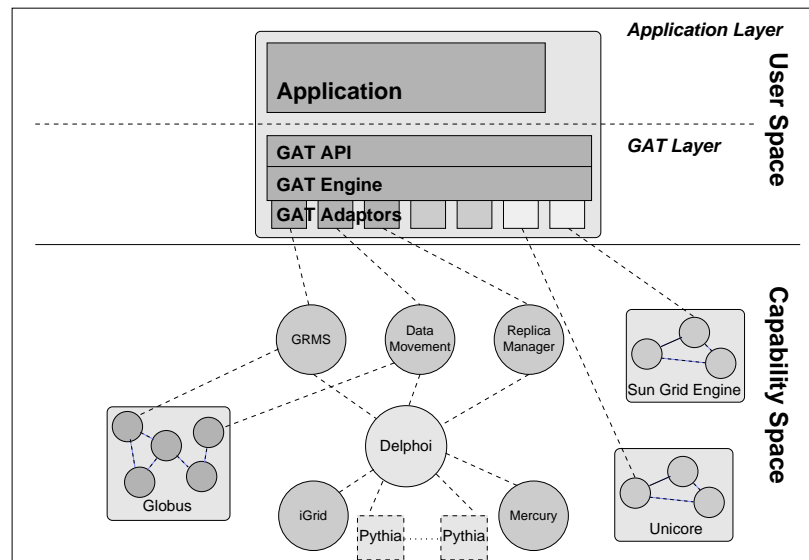 Application Layer
User Space
Application
GAT Layer
GAT API
GAT Engine
GAT Adaptors
Capability Space
GRMS
Data
Movement
Replica
Manager
Sun Grid Engine
Delphoi
Globus
iGrid
Pythia
Pythia
Mercury
Unicore